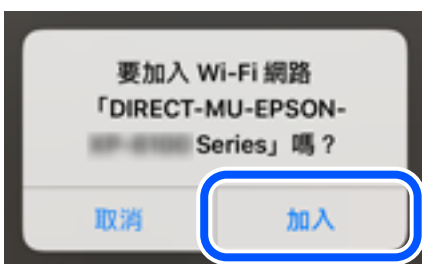 要加入 Wi-Fi 網路
「DIRECT-MU-EPSON-
Series」嗎？
取消
加入